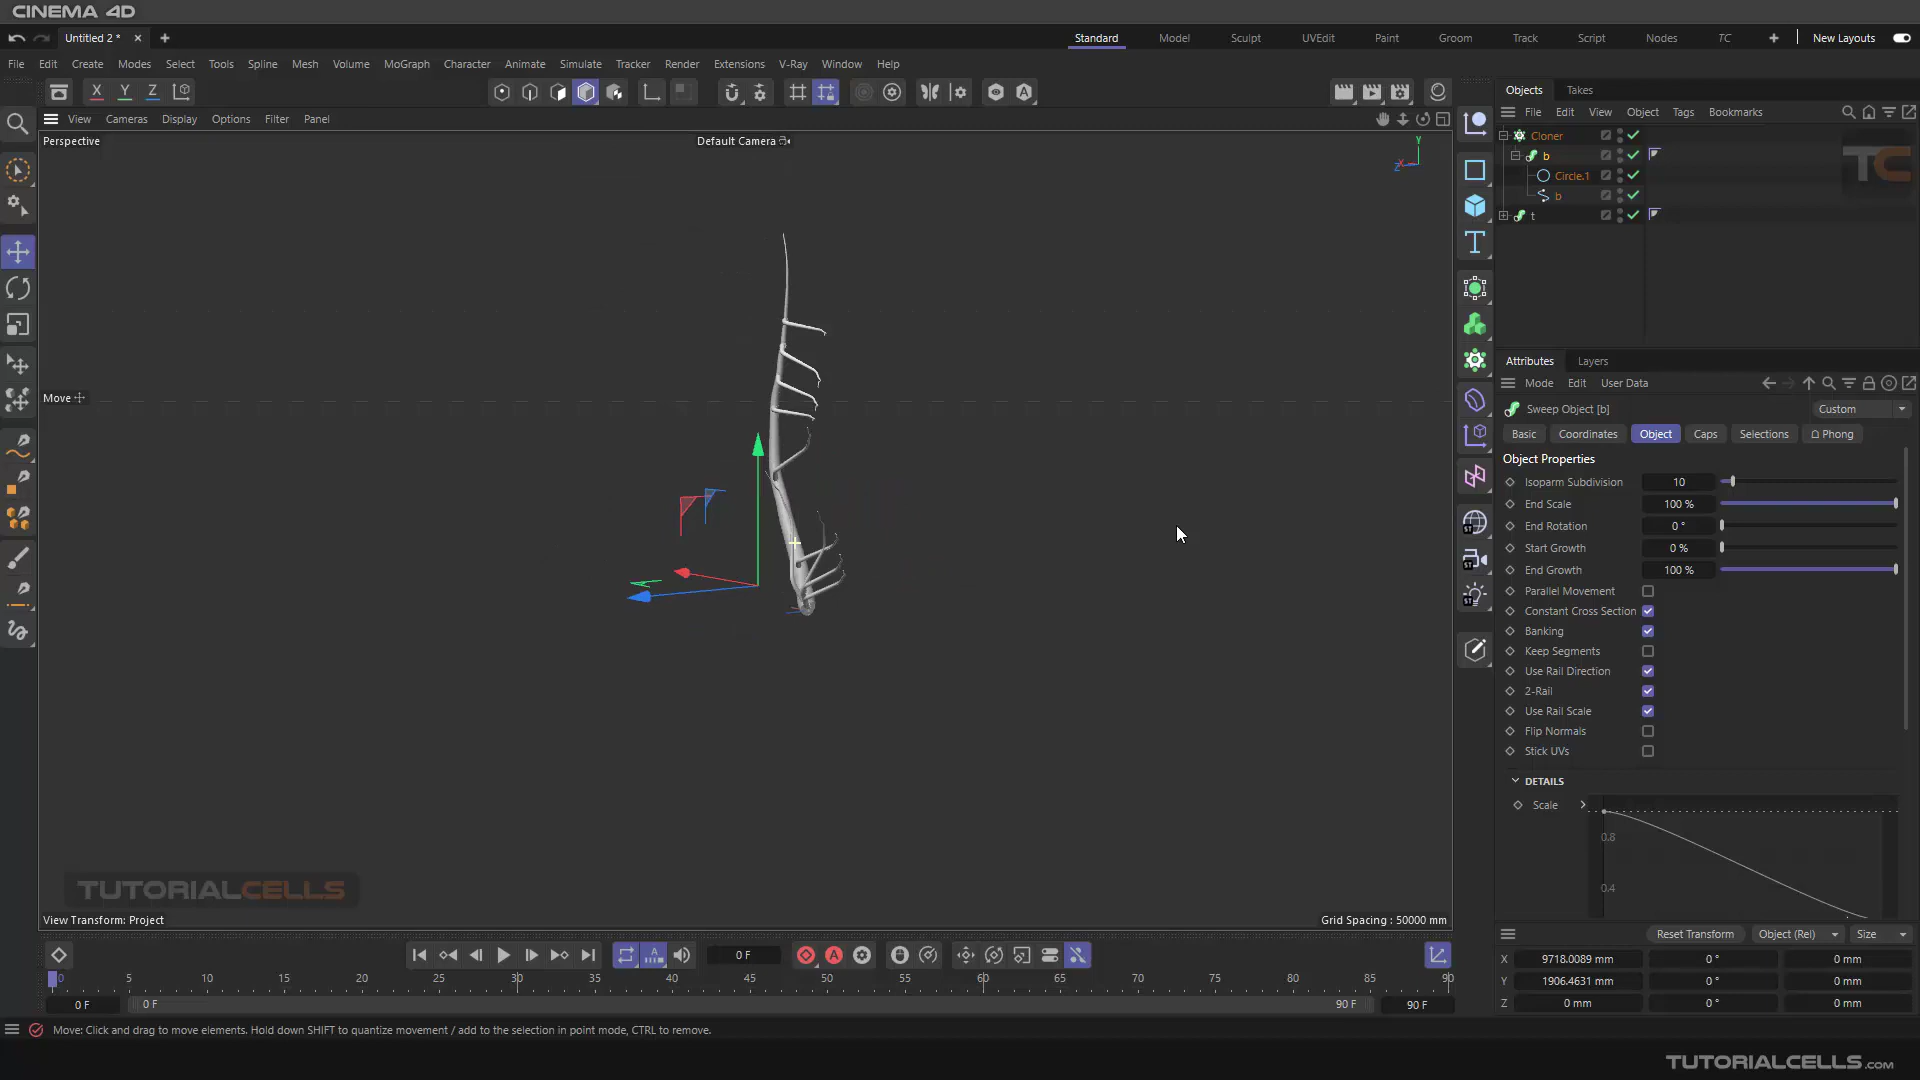 CINEMA 4D
Untitled 2 *
Standard
Model
Sculpt
UVEdit
Paint
Groom
Track
Script
Nodes
TC
New Layouts
File Edit Create Modes Select Tools Spline Mesh Volume MoGraph Character Animate Simulate Tracker Render Extensions V-Ray Window Help
X Y Z
Objects Takes
View Cameras Display Options Filter Panel
File Edit View Object Tags Bookmarks
Perspective
Default Camera
Y
X
Z
Cloner
b
Circle.1
b
t
TC
Attributes Layers
Mode Edit User Data
Move
Sweep Object [b]
Custom
Basic Coordinates Object Caps Selections Phong
Object Properties
Isoparm Subdivision 10
End Scale 100 %
End Rotation 0 °
Start Growth 0 %
End Growth 100 %
Parallel Movement
Constant Cross Section
Banking
Keep Segments
Use Rail Direction
2-Rail
Use Rail Scale
Flip Normals
Stick UVs
DETAILS
Scale
0.8
0.4
TUTORIALCELLS
View Transform: Project
Grid Spacing : 50000 mm
Reset Transform Object (Rel) Size
0 F
X 9718.0089 mm 0 ° 0 mm
Y 1906.4631 mm 0 ° 0 mm
Z 0 mm 0 ° 0 mm
0 5 10 15 20 25 30 35 40 45 50 55 60 65 70 75 80 85 90
0 F 0 F 90 F 90 F
Move: Click and drag to move elements. Hold down SHIFT to quantize movement / add to the selection in point mode, CTRL to remove.
TUTORIALCELLS.com